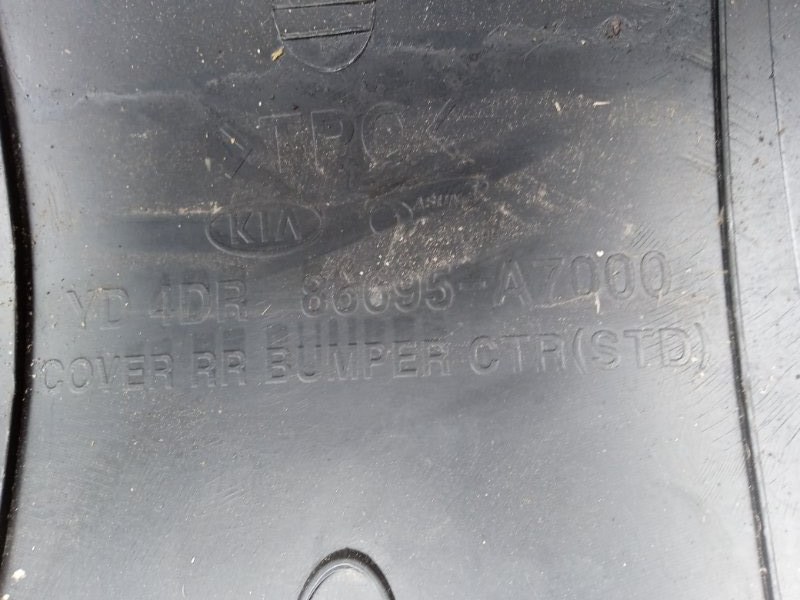 >TPO<
KIA
YD 4DR 86695-A7000
COVER RR BUMPER-CTR(STD)